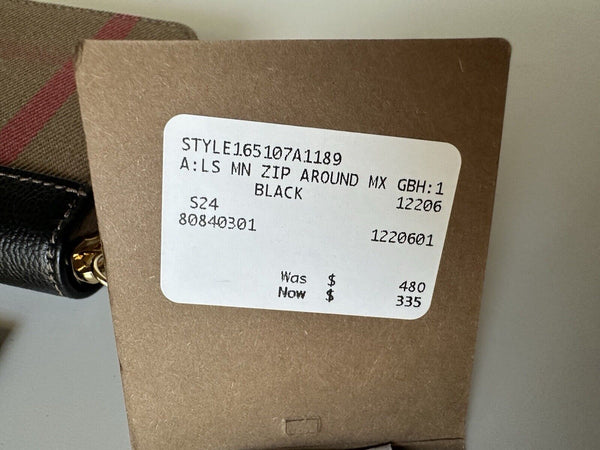 STYLE165107A1189
A:LS MN ZIP AROUND MX GBH:1
BLACK 12206
S24
80840301 1220601
Was $ 480
Now $ 335